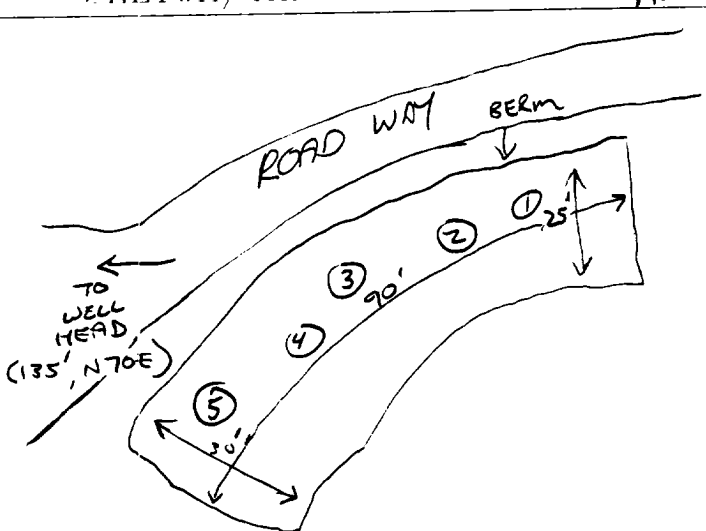 ROAD WAY
BERM
①
25'
②
③
90'
④
TO
WELL
HEAD
(135', N70E)
⑤
30'